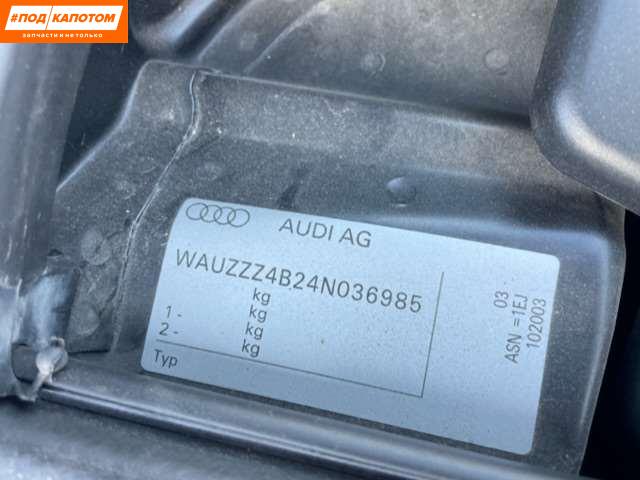 #ПОД КАПОТОМ
запчасти и не только
AUDI AG
WAUZZZ4B24N036985
kg
1- kg
2- kg
kg
Typ
03
ASN =1EJ
102003